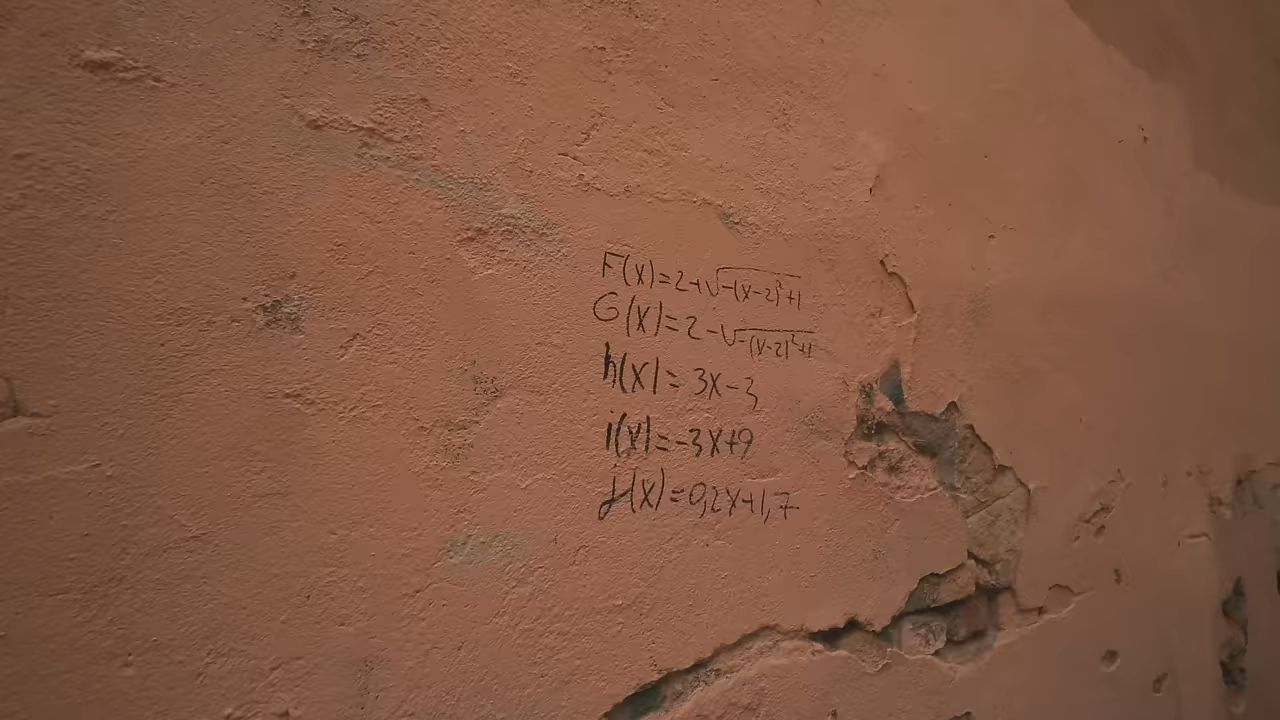 F(x)=2+√-(x-2)²+1
G(x)=2-√-(x-2)²+1
h(x)=3x-3
i(x)=-3x+9
j(x)=0,2x+1,7